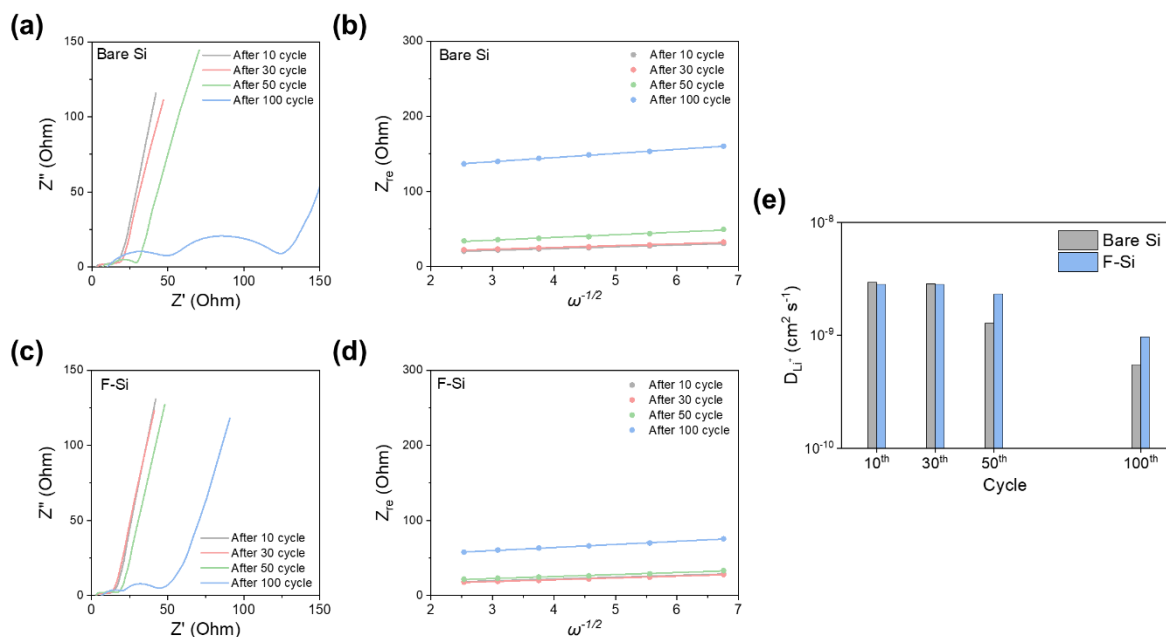 (a)
Bare Si
After 10 cycle
After 30 cycle
After 50 cycle
After 100 cycle
150
100
50
0
Z'' (Ohm)
0 50 100 150
Z' (Ohm)
(b)
Bare Si
After 10 cycle
After 30 cycle
After 50 cycle
After 100 cycle
300
200
100
0
Z_re (Ohm)
2 3 4 5 6 7
ω^-1/2
(c)
F-Si
After 10 cycle
After 30 cycle
After 50 cycle
After 100 cycle
150
100
50
0
Z'' (Ohm)
0 50 100 150
Z' (Ohm)
(d)
F-Si
After 10 cycle
After 30 cycle
After 50 cycle
After 100 cycle
300
200
100
0
Z_re (Ohm)
2 3 4 5 6 7
ω^-1/2
(e)
Bare Si
F-Si
10^-8
10^-9
10^-10
D_Li+ (cm² s⁻¹)
10th 30th 50th 100th
Cycle